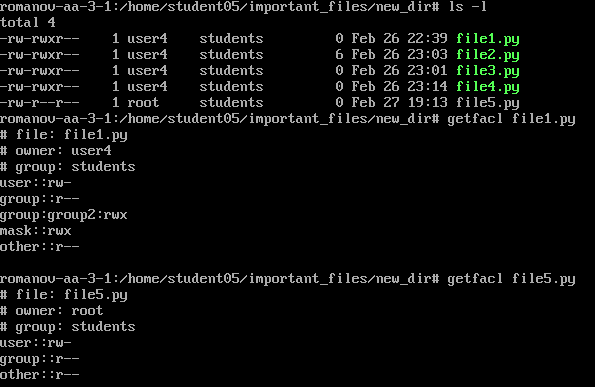 romanov-aa-3-1:/home/student05/important_files/new_dir# ls -l
total 4
-rw-rwxr--    1 user4    students         0 Feb 26 22:39 file1.py
-rw-rwxr--    1 user4    students         6 Feb 26 23:03 file2.py
-rw-rwxr--    1 user4    students         0 Feb 26 23:01 file3.py
-rw-rwxr--    1 user4    students         0 Feb 26 23:14 file4.py
-rw-r--r--    1 root     students         0 Feb 27 19:13 file5.py
romanov-aa-3-1:/home/student05/important_files/new_dir# getfacl file1.py
# file: file1.py
# owner: user4
# group: students
user::rw-
group::r--
group:group2:rwx
mask::rwx
other::r--
romanov-aa-3-1:/home/student05/important_files/new_dir# getfacl file5.py
# file: file5.py
# owner: root
# group: students
user::rw-
group::r--
other::r--